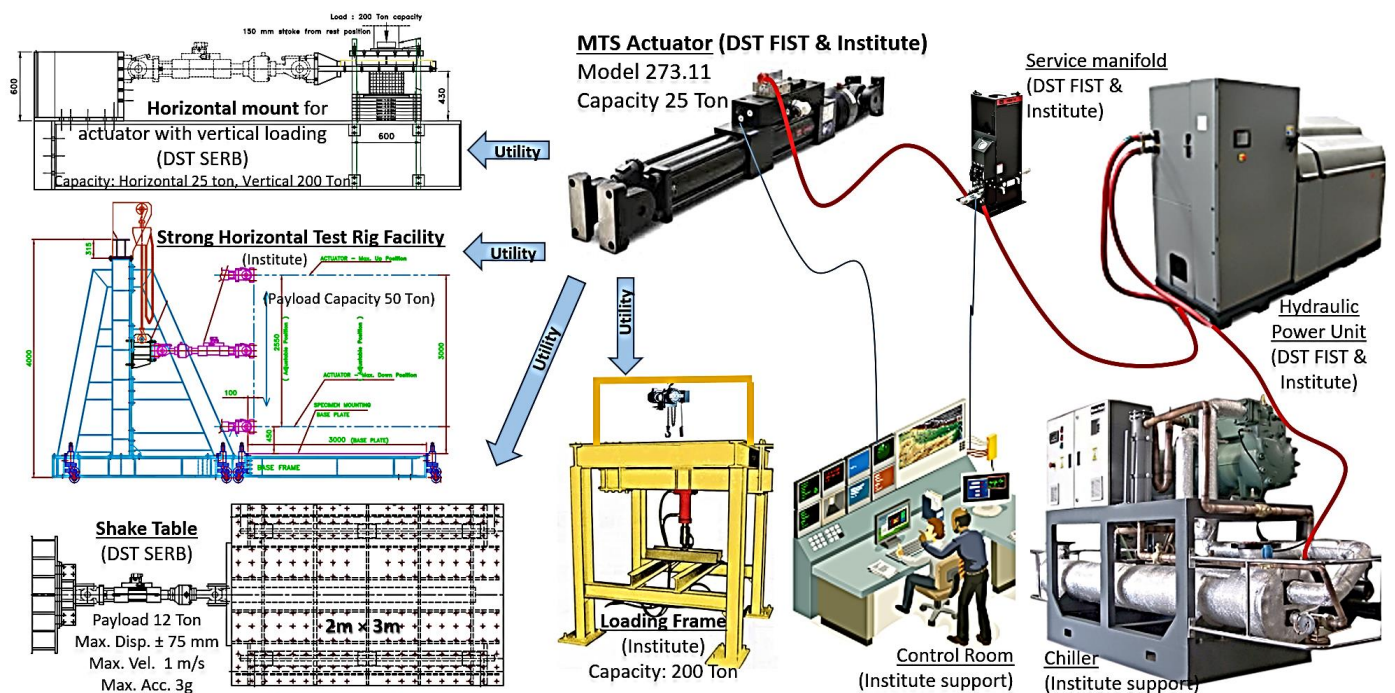 Load : 200 Ton capacity
150 mm stroke from rest position
600
430
600
Horizontal mount for
actuator with vertical loading
(DST SERB)
Capacity: Horizontal 25 ton, Vertical 200 Ton
MTS Actuator (DST FIST & Institute)
Model 273.11
Capacity 25 Ton
Service manifold
(DST FIST &
Institute)
Utility
Utility
Utility
Utility
Hydraulic
Power Unit
(DST FIST &
Institute)
Strong Horizontal Test Rig Facility
(Institute)
315
ACTUATOR - Max. Up Position
(Payload Capacity 50 Ton)
4000
2550
( Adjustable Position )
( Adjustable Position )
3000
ACTUATOR - Max. Down Position
100
SPECIMEN MOUNTING
BASE PLATE
450
3000 (BASE PLATE)
BASE FRAME
Shake Table
(DST SERB)
Payload 12 Ton
Max. Disp. ± 75 mm
Max. Vel. 1 m/s
Max. Acc. 3g
2m × 3m
Loading Frame
(Institute)
Capacity: 200 Ton
Control Room
(Institute support)
Chiller
(Institute support)